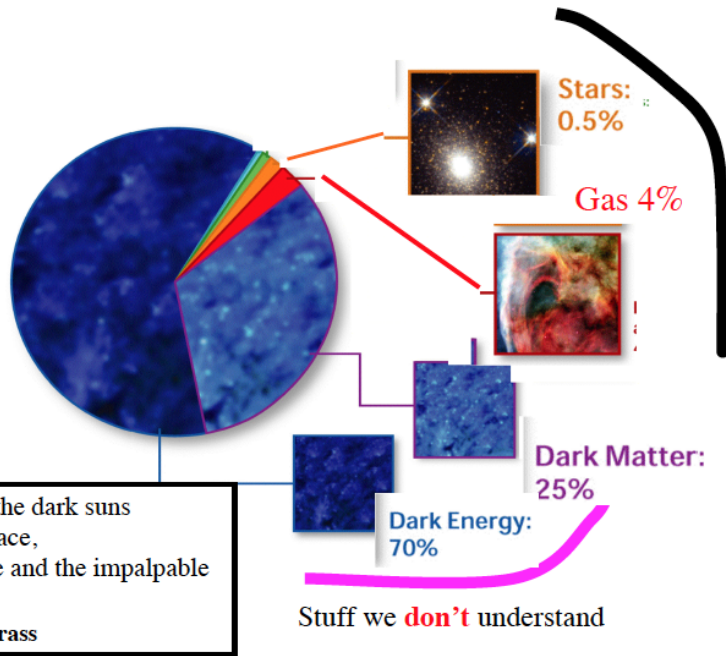 Stars:
0.5%
Gas 4%
Dark Matter:
25%
Dark Energy:
70%
he dark suns
ace,
e and the impalpable
rass
Stuff we don't understand